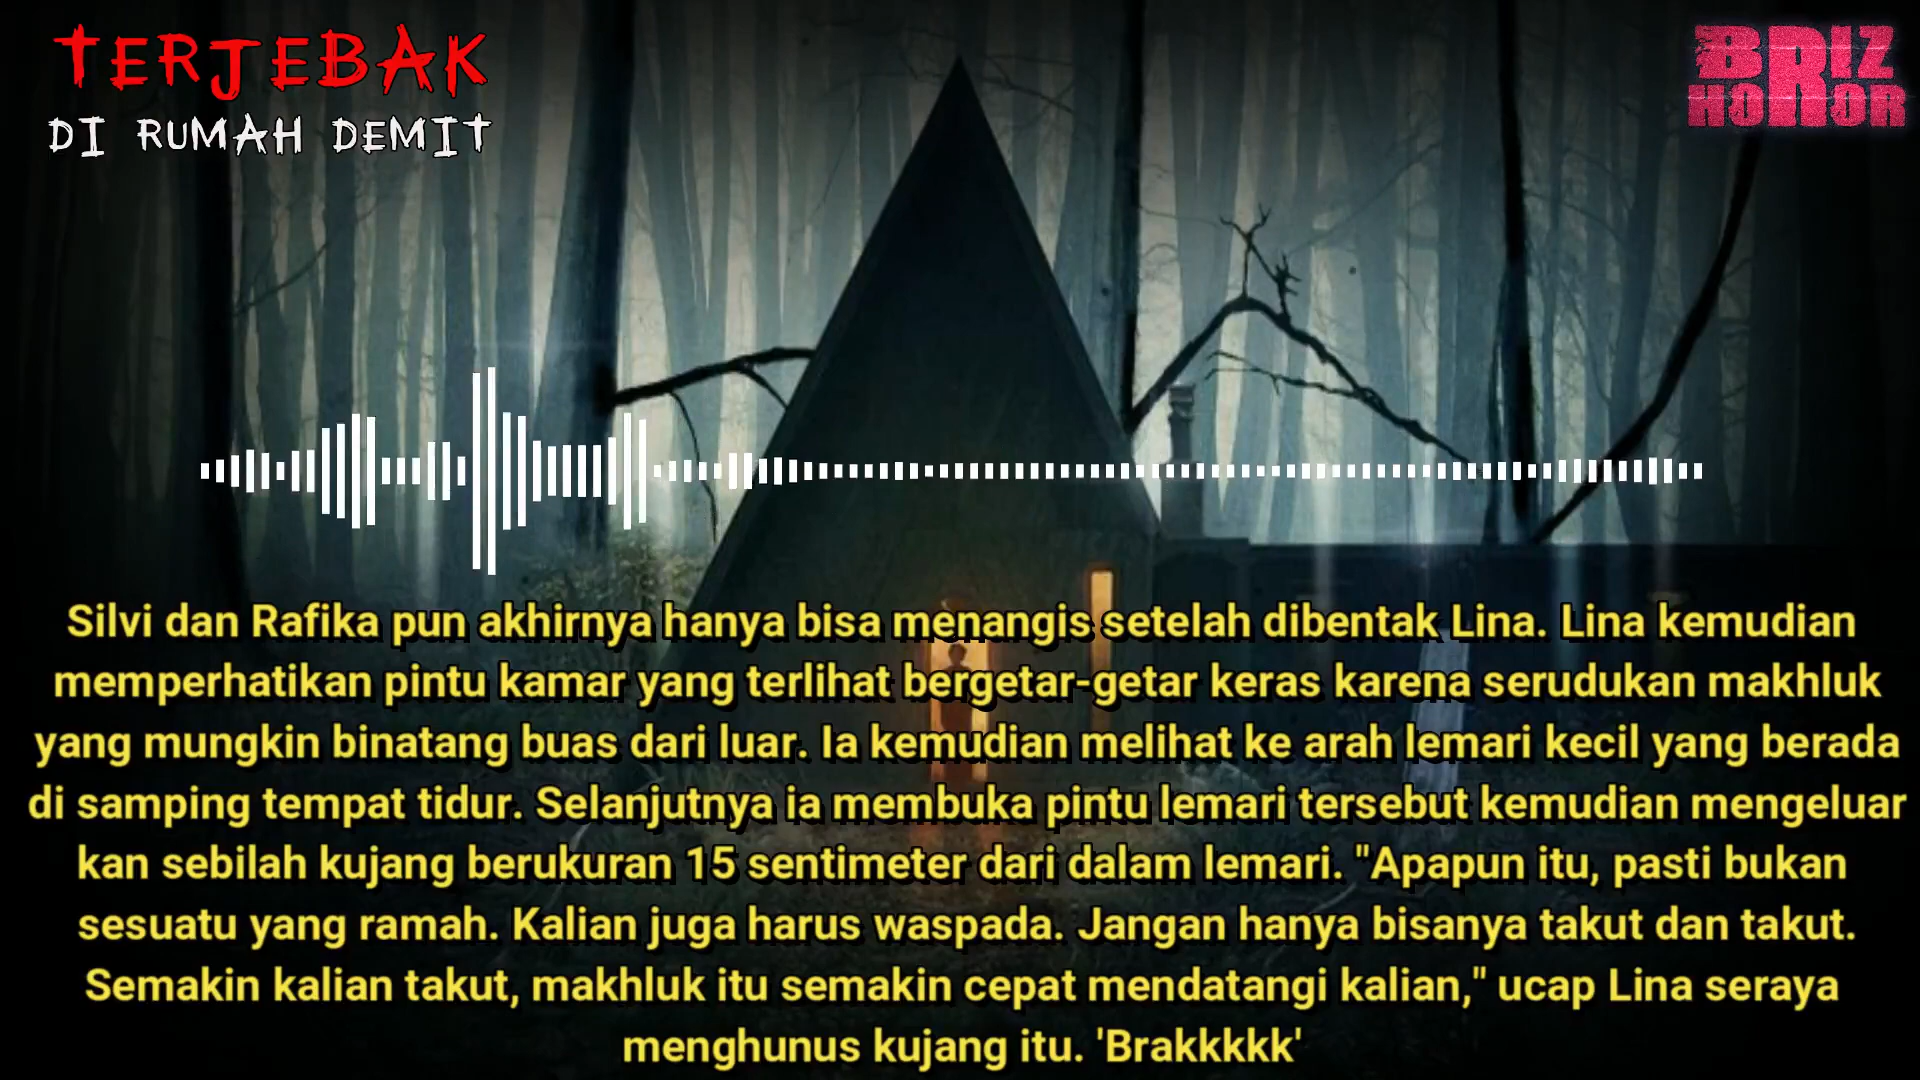 TERJEBAK
DI RUMAH DEMIT
BRIZ
HOROR
Silvi dan Rafika pun akhirnya hanya bisa menangis setelah dibentak Lina. Lina kemudian
memperhatikan pintu kamar yang terlihat bergetar-getar keras karena serudukan makhluk
yang mungkin binatang buas dari luar. Ia kemudian melihat ke arah lemari kecil yang berada
di samping tempat tidur. Selanjutnya ia membuka pintu lemari tersebut kemudian mengeluar
kan sebilah kujang berukuran 15 sentimeter dari dalam lemari. "Apapun itu, pasti bukan
sesuatu yang ramah. Kalian juga harus waspada. Jangan hanya bisanya takut dan takut.
Semakin kalian takut, makhluk itu semakin cepat mendatangi kalian," ucap Lina seraya
menghunus kujang itu. 'Brakkkkk'